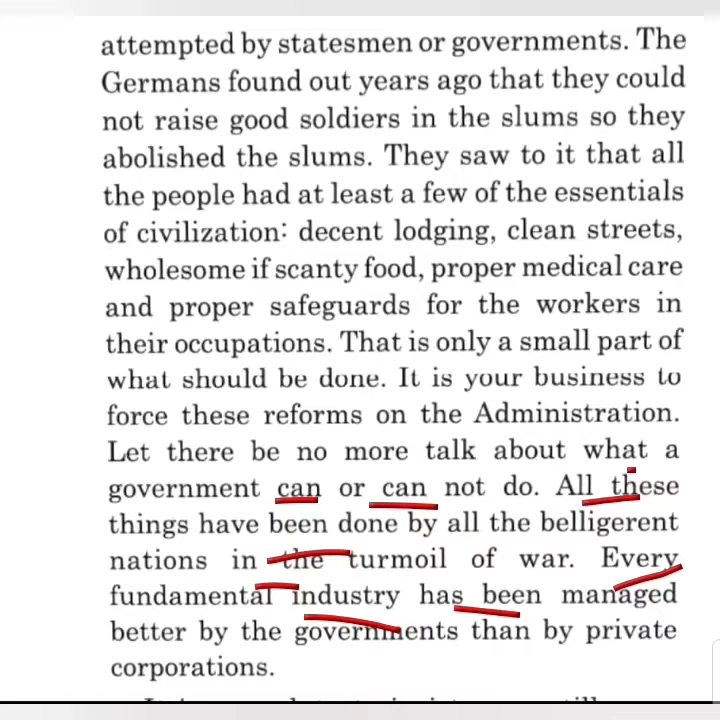 attempted by statesmen or governments. The
Germans found out years ago that they could
not raise good soldiers in the slums so they
abolished the slums. They saw to it that all
the people had at least a few of the essentials
of civilization: decent lodging, clean streets,
wholesome if scanty food, proper medical care
and proper safeguards for the workers in
their occupations. That is only a small part of
what should be done. It is your business to
force these reforms on the Administration.
Let there be no more talk about what a
government can or can not do. All these
things have been done by all the belligerent
nations in the turmoil of war. Every
fundamental industry has been managed
better by the governments than by private
corporations.